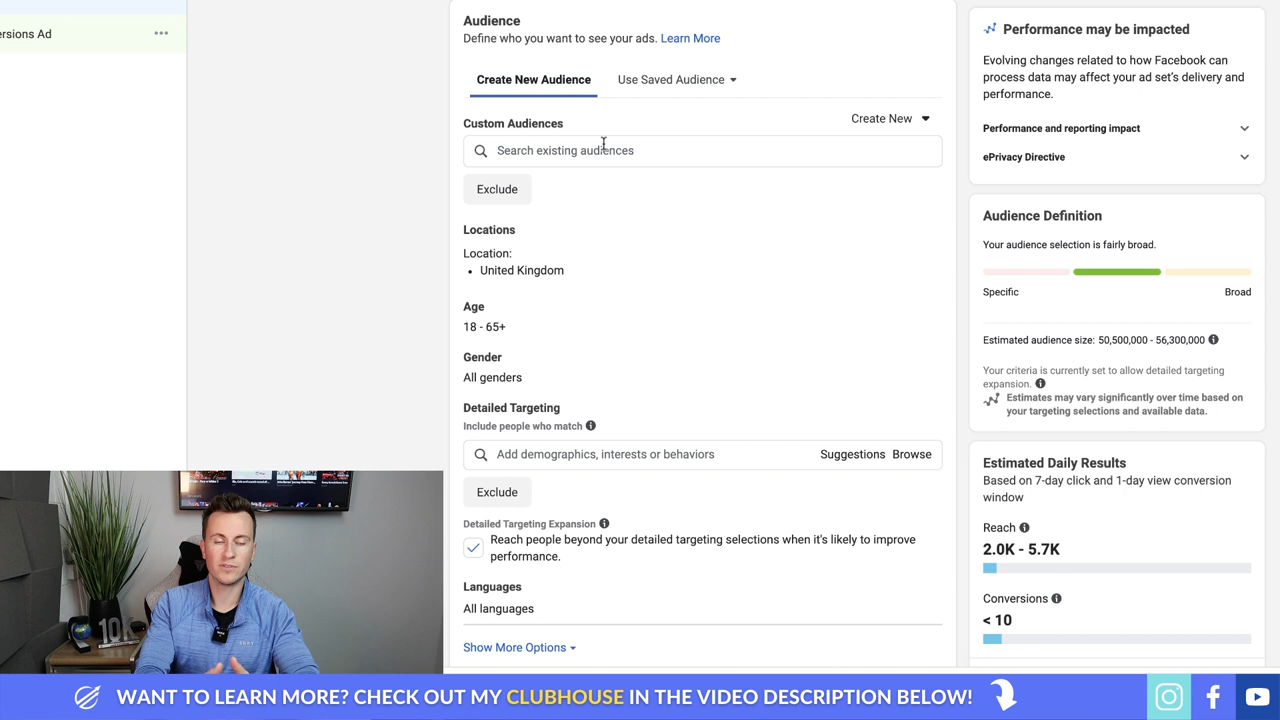 ersions Ad
Audience
Define who you want to see your ads. Learn More
Create New Audience
Use Saved Audience
Custom Audiences
Create New
Search existing audiences
Exclude
Locations
Location:
• United Kingdom
Age
18 - 65+
Gender
All genders
Detailed Targeting
Include people who match
Add demographics, interests or behaviors
Suggestions Browse
Exclude
Detailed Targeting Expansion
Reach people beyond your detailed targeting selections when it's likely to improve
performance.
Languages
All languages
Show More Options
Performance may be impacted
Evolving changes related to how Facebook can
process data may affect your ad set's delivery and
performance.
Performance and reporting impact
ePrivacy Directive
Audience Definition
Your audience selection is fairly broad.
Specific
Broad
Estimated audience size: 50,500,000 - 56,300,000
Your criteria is currently set to allow detailed targeting
expansion.
Estimates may vary significantly over time based on
your targeting selections and available data.
Estimated Daily Results
Based on 7-day click and 1-day view conversion
window
Reach
2.0K - 5.7K
Conversions
< 10
WANT TO LEARN MORE? CHECK OUT MY CLUBHOUSE IN THE VIDEO DESCRIPTION BELOW!